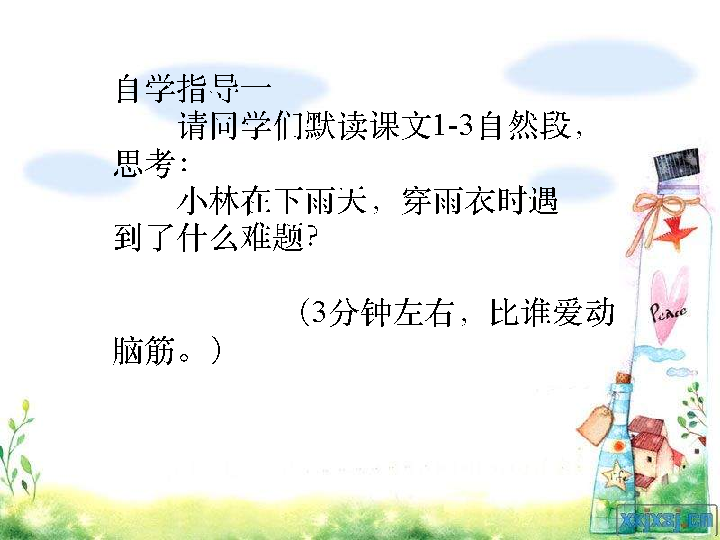 自学指导一
请同学们默读课文1-3自然段，
思考：
小林在下雨天，穿雨衣时遇
到了什么难题？
（3分钟左右，比谁爱动
脑筋。）
Peace
xxjxsj.cn